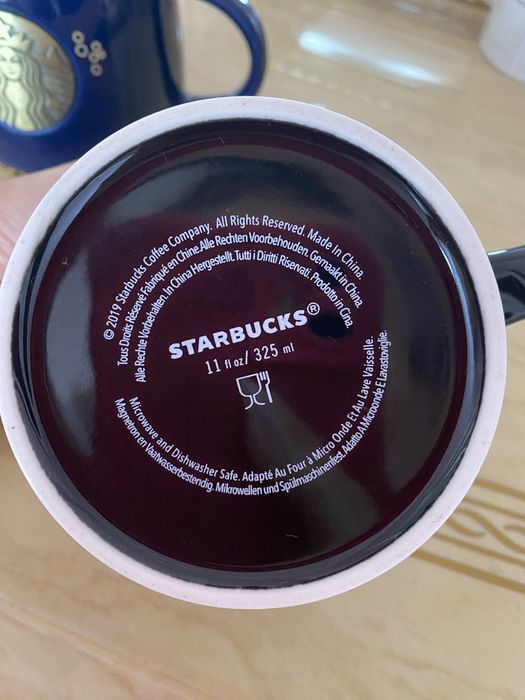 © 2019 Starbucks Coffee Company. All Rights Reserved. Made In China.
Tous Droits Réservé Fabriqué en Chine. Alle Rechten Voorbehouden. Gemaakt in China.
Alle Rechte Vorbehalten. In China Hergestellt. Tutti i Diritti Riservati. Prodotto in Cina.
STARBUCKS®
11 fl oz/ 325 ml
Microwave and Dishwasher Safe. Adapté Au Four à Micro Onde Et Au Lave Vaisselle.
Magnetron en Vaatwasserbestendig. Mikrowellen und Spülmaschinenfest. Adatto A Microonde E Lavastoviglie.